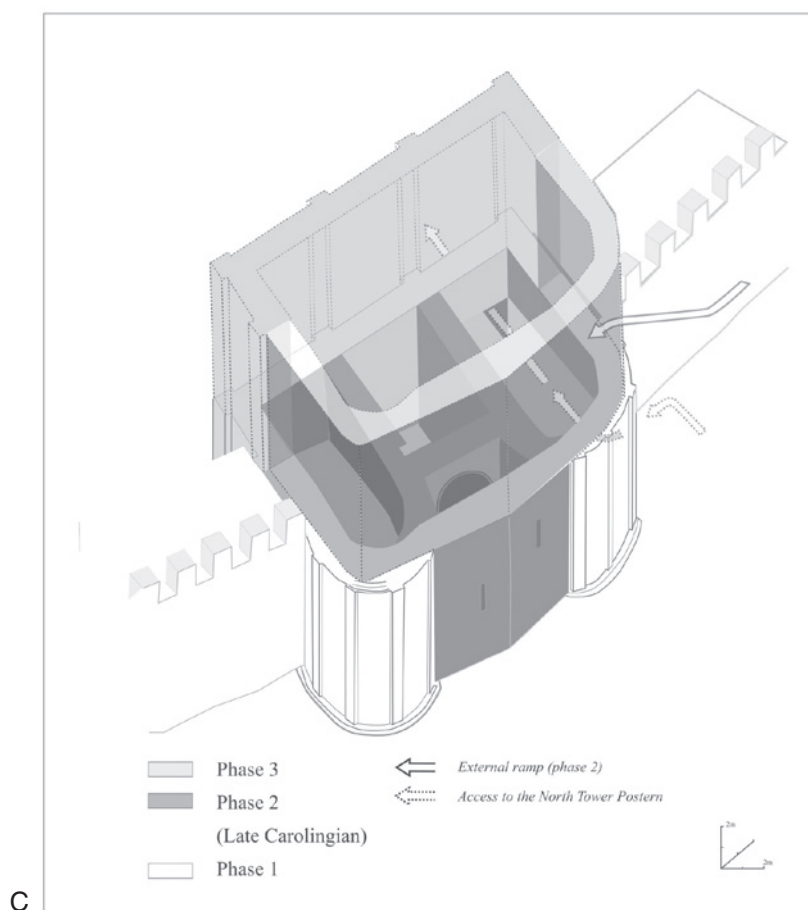 Phase 3
External ramp (phase 2)
Phase 2
Access to the North Tower Postern
(Late Carolingian)
Phase 1
2m
2m
C